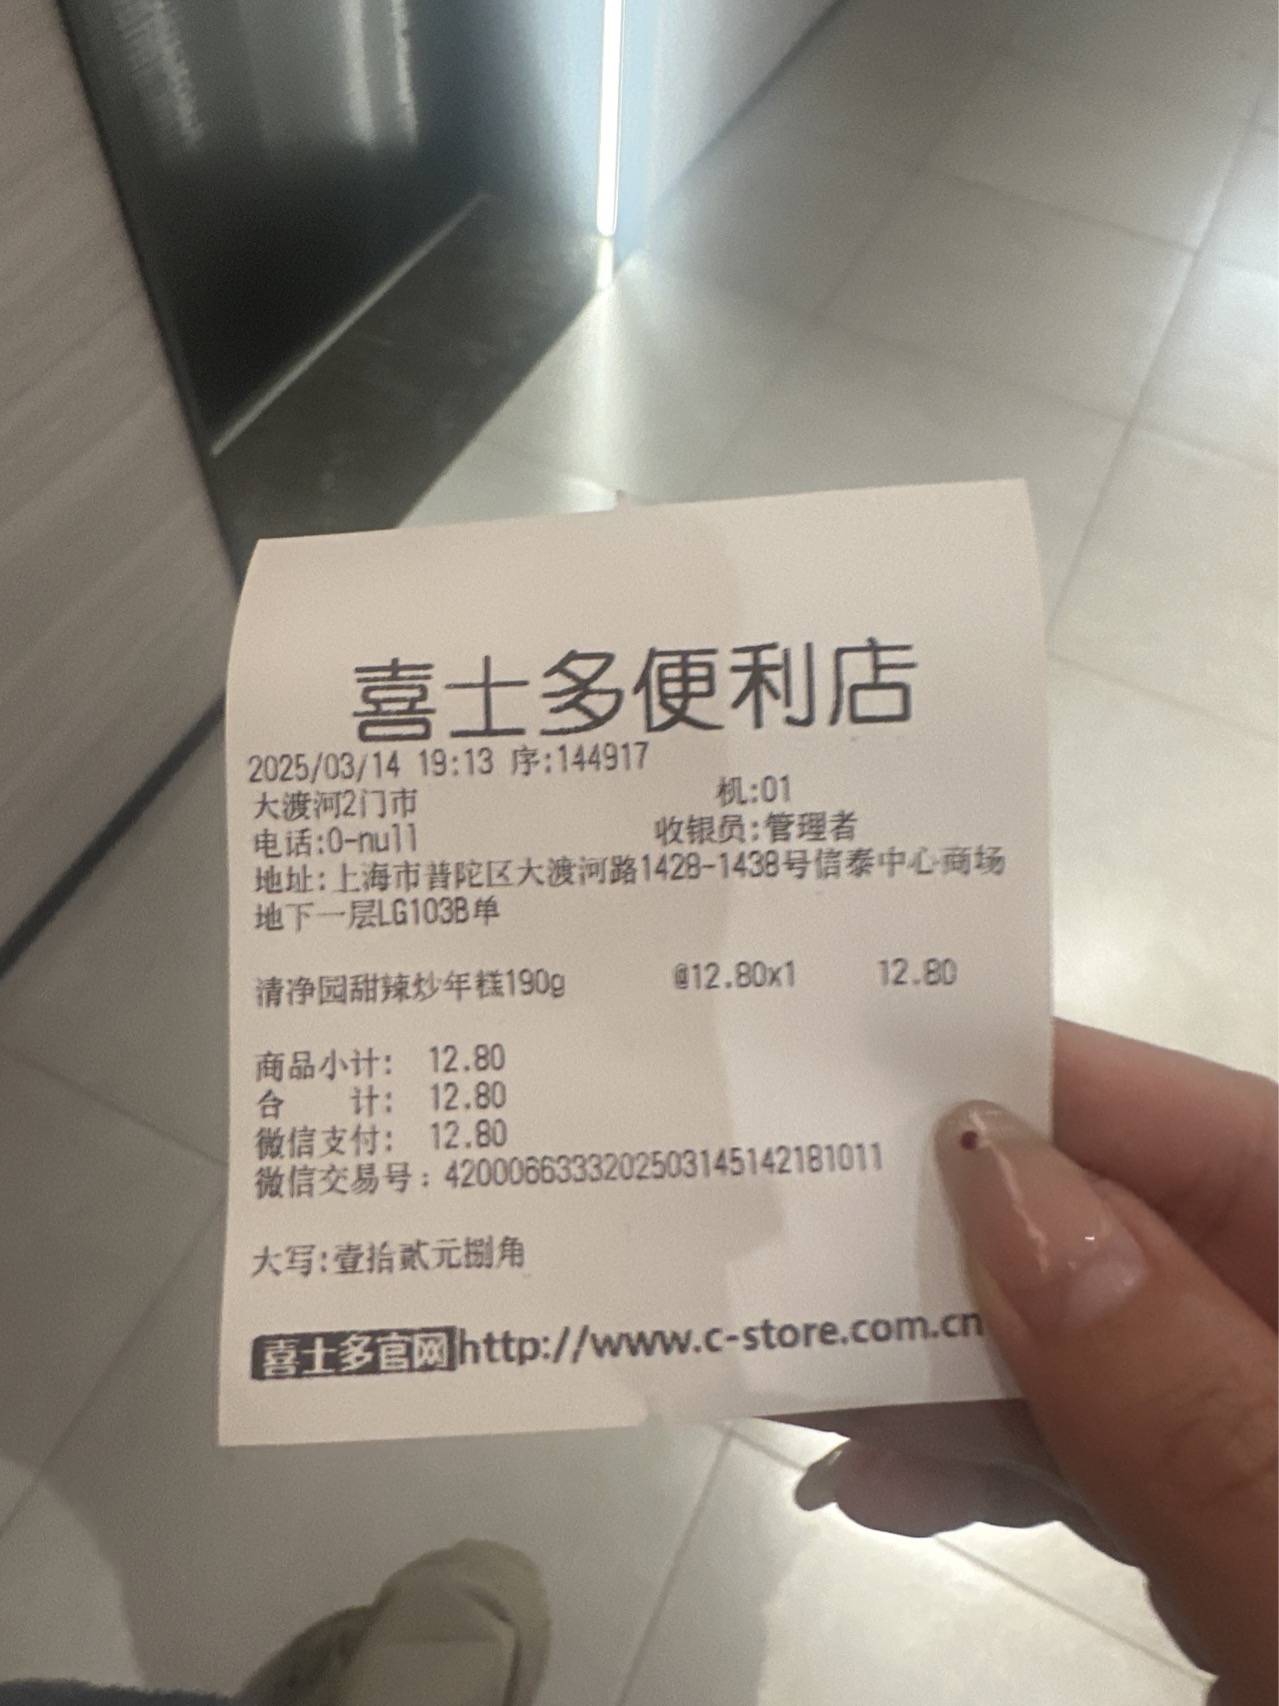 喜士多便利店
2025/03/14 19:13 序:144917
大渡河2门市 机:01
电话:0-null 收银员:管理者
地址:上海市普陀区大渡河路1428-1438号信泰中心商场
地下一层LG103B单
清净园甜辣炒年糕190g @12.80x1 12.80
商品小计: 12.80
合 计: 12.80
微信支付: 12.80
微信交易号:4200066333202503145142181011
大写:壹拾贰元捌角
喜士多官网http://www.c-store.com.cn